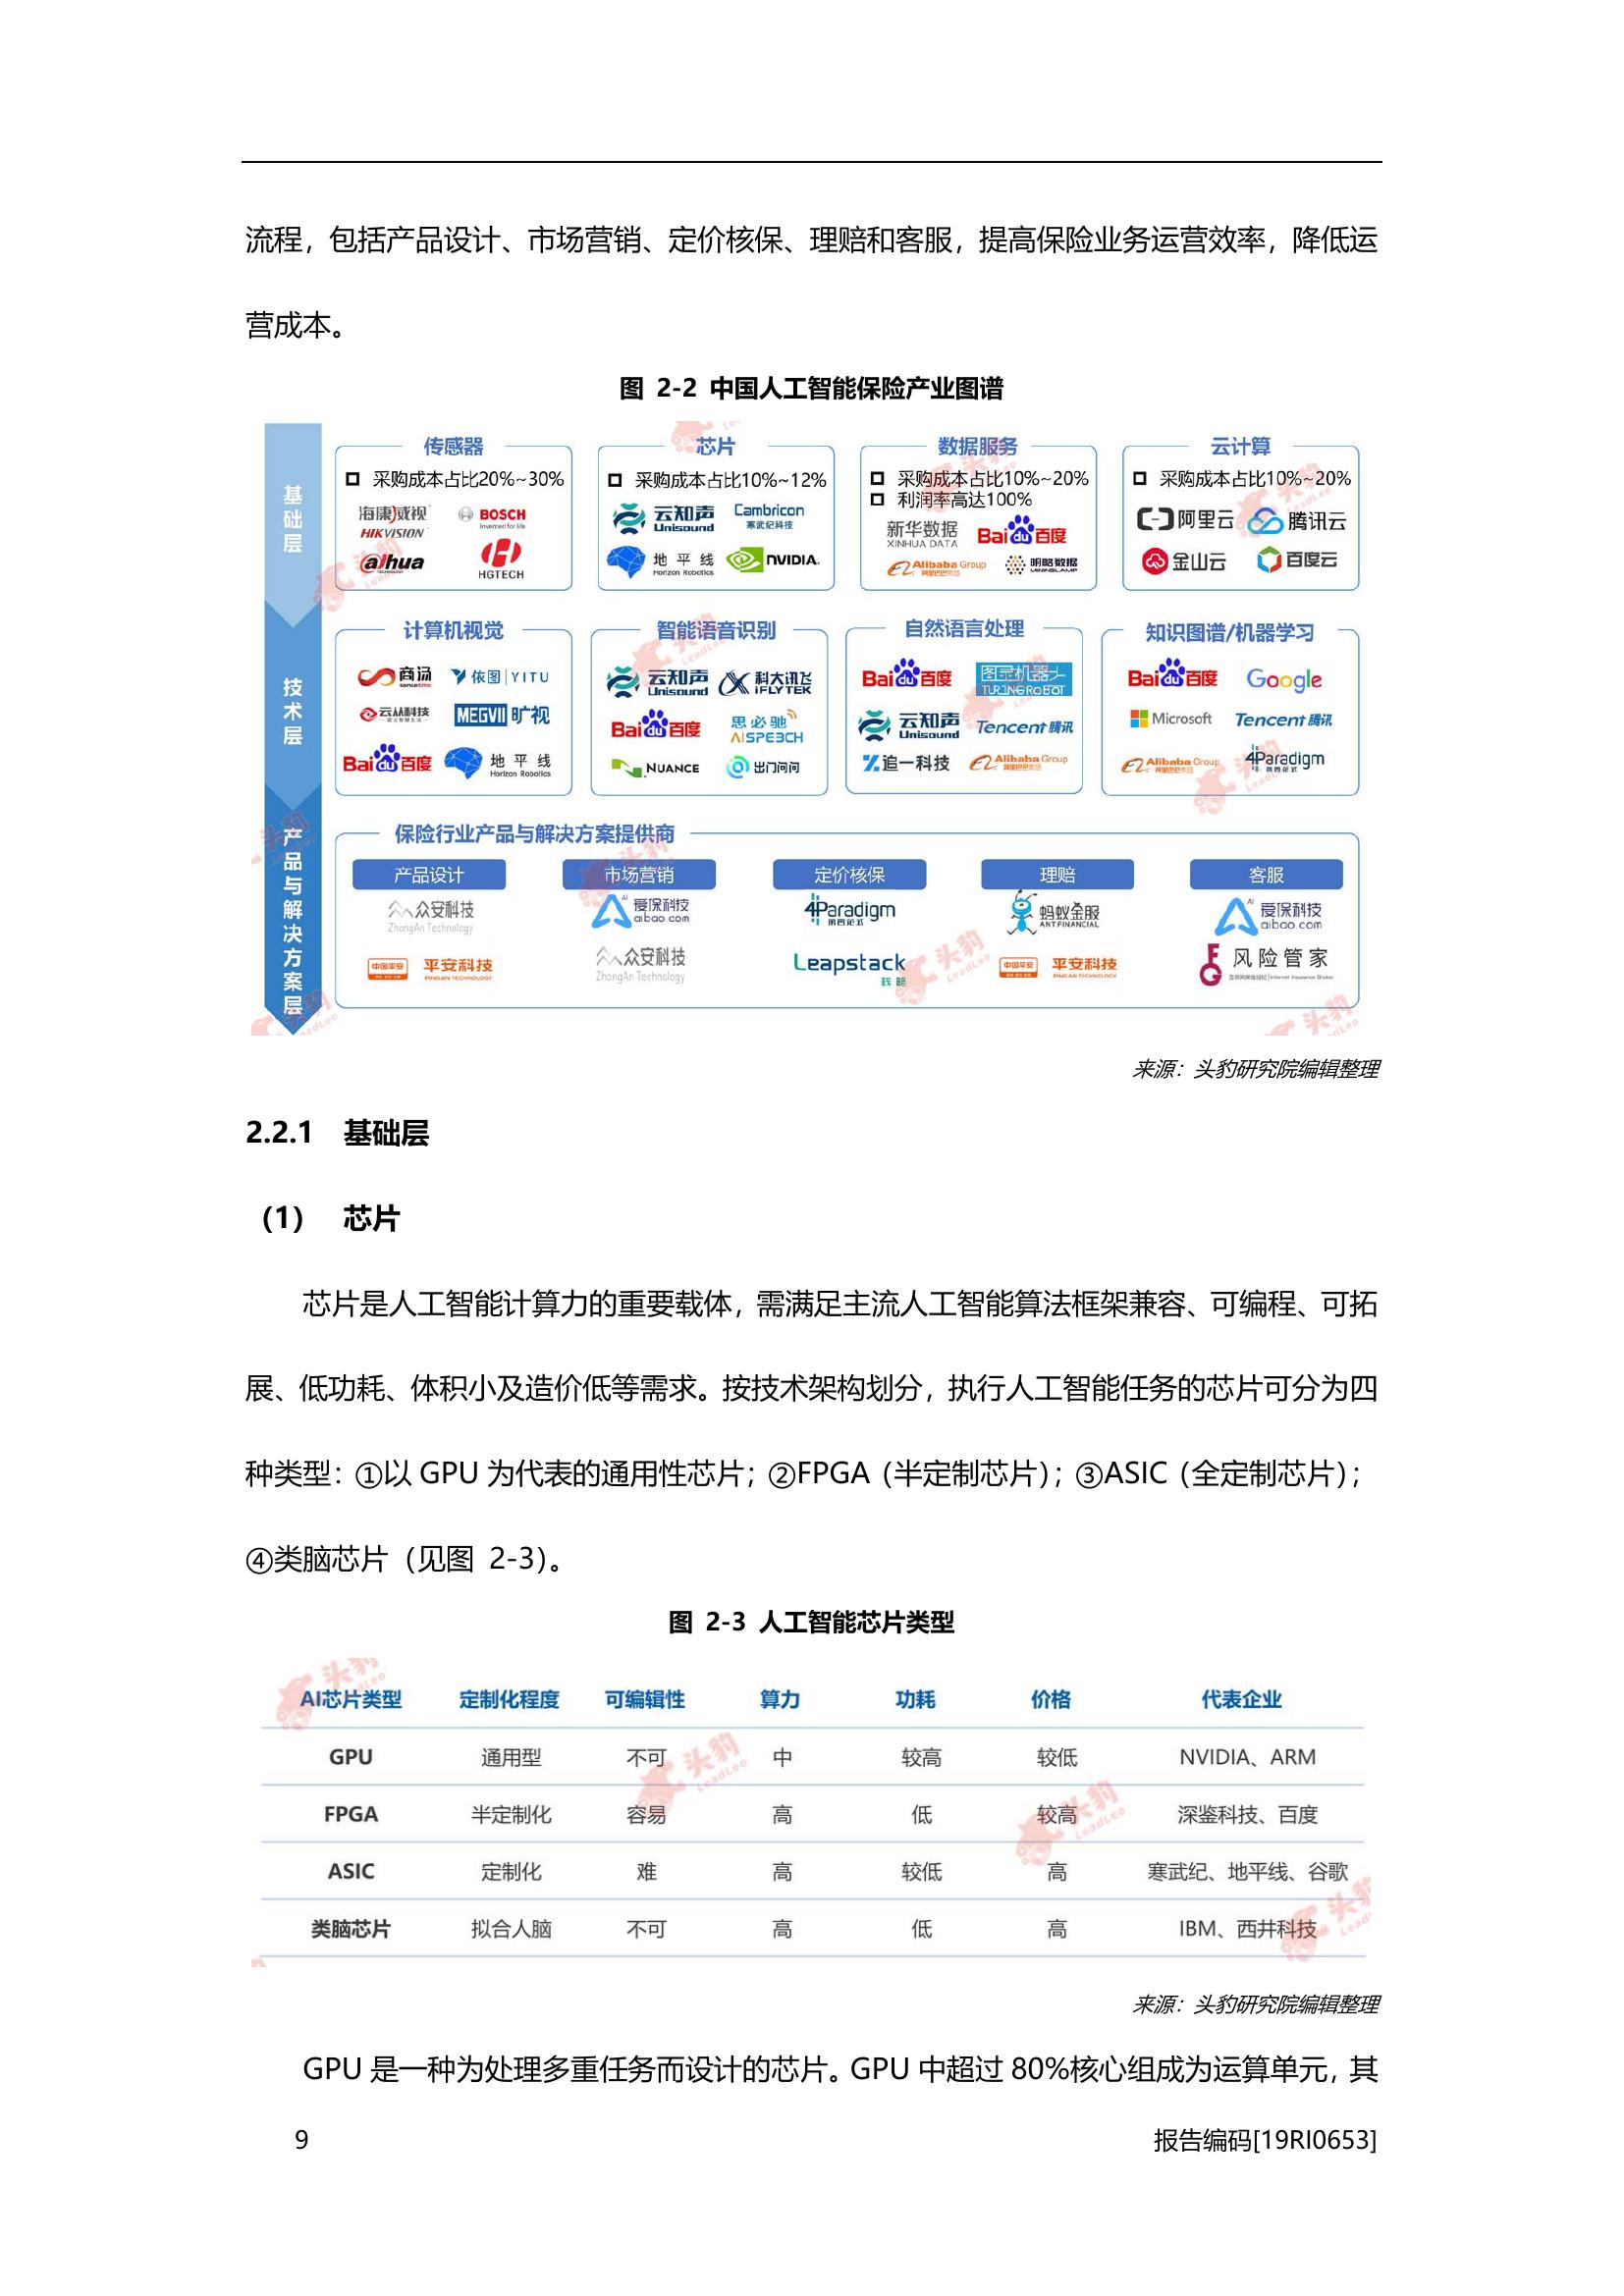 流程，包括产品设计、市场营销、定价核保、理赔和客服，提高保险业务运营效率，降低运
营成本。
图 2-2 中国人工智能保险产业图谱
基础层
传感器
采购成本占比20%~30%
海康威视
HIKVISION
BOSCH
Invented for life
alhua
TECHNOLOGY
HGTECH
芯片
采购成本占比10%~12%
云知声
Unisound
Cambricon
寒武纪科技
地平线
Horizon Robotics
NVIDIA.
数据服务
采购成本占比10%~20%
利润率高达100%
新华数据
XINHUA DATA
Baidu百度
Alibaba Group
阿里巴巴集团
明略数据
云计算
采购成本占比10%~20%
阿里云
腾讯云
金山云
百度云
技术层
计算机视觉
商汤
sensetime
依图 YITU
云从科技
MEGVII 旷视
Baidu百度
地平线
Horizon Robotics
智能语音识别
云知声
Unisound
科大讯飞
iFLYTEK
Baidu百度
思必驰
AISPEECH
NUANCE
出门问问
自然语言处理
Baidu百度
图灵机器人
TURINGROBOT
云知声
Unisound
Tencent 腾讯
追一科技
Alibaba Group
阿里巴巴集团
知识图谱/机器学习
Baidu百度
Google
Microsoft
Tencent 腾讯
Alibaba Group
阿里巴巴集团
4Paradigm
第四范式
产品与解决方案层
保险行业产品与解决方案提供商
产品设计
众安科技
ZhongAn Technology
中国平安
平安科技
PINGAN TECHNOLOGY
市场营销
AI
爱保科技
aibao.com
众安科技
ZhongAn Technology
定价核保
4Paradigm
第四范式
Leapstack
栈略
理赔
蚂蚁金服
ANT FINANCIAL
中国平安
平安科技
PINGAN TECHNOLOGY
客服
AI
爱保科技
aibao.com
风险管家
来源：头豹研究院编辑整理
2.2.1 基础层
（1） 芯片
芯片是人工智能计算力的重要载体，需满足主流人工智能算法框架兼容、可编程、可拓
展、低功耗、体积小及造价低等需求。按技术架构划分，执行人工智能任务的芯片可分为四
种类型：①以 GPU 为代表的通用性芯片；②FPGA（半定制芯片）；③ASIC（全定制芯片）；
④类脑芯片（见图 2-3）。
图 2-3 人工智能芯片类型
AI芯片类型 定制化程度 可编辑性 算力 功耗 价格 代表企业
GPU 通用型 不可 中 较高 较低 NVIDIA、ARM
FPGA 半定制化 容易 高 低 较高 深鉴科技、百度
ASIC 定制化 难 高 较低 高 寒武纪、地平线、谷歌
类脑芯片 拟合人脑 不可 高 低 高 IBM、西井科技
来源：头豹研究院编辑整理
GPU 是一种为处理多重任务而设计的芯片。GPU 中超过 80%核心组成为运算单元，其
9
报告编码[19RI0653]